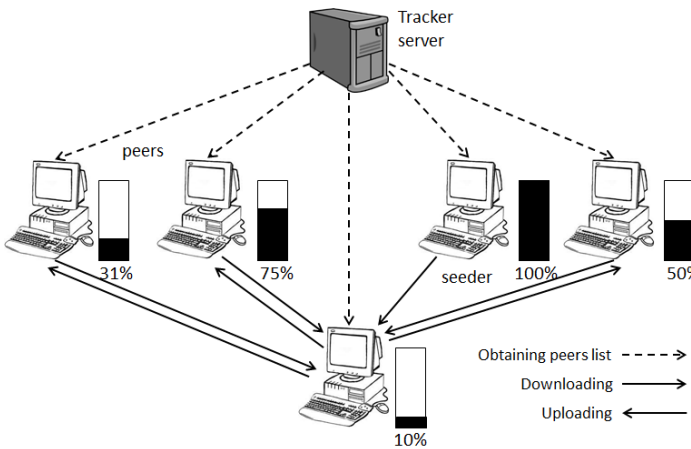 Tracker
server
peers
31%
75%
seeder
100%
50%
10%
Obtaining peers list
Downloading
Uploading